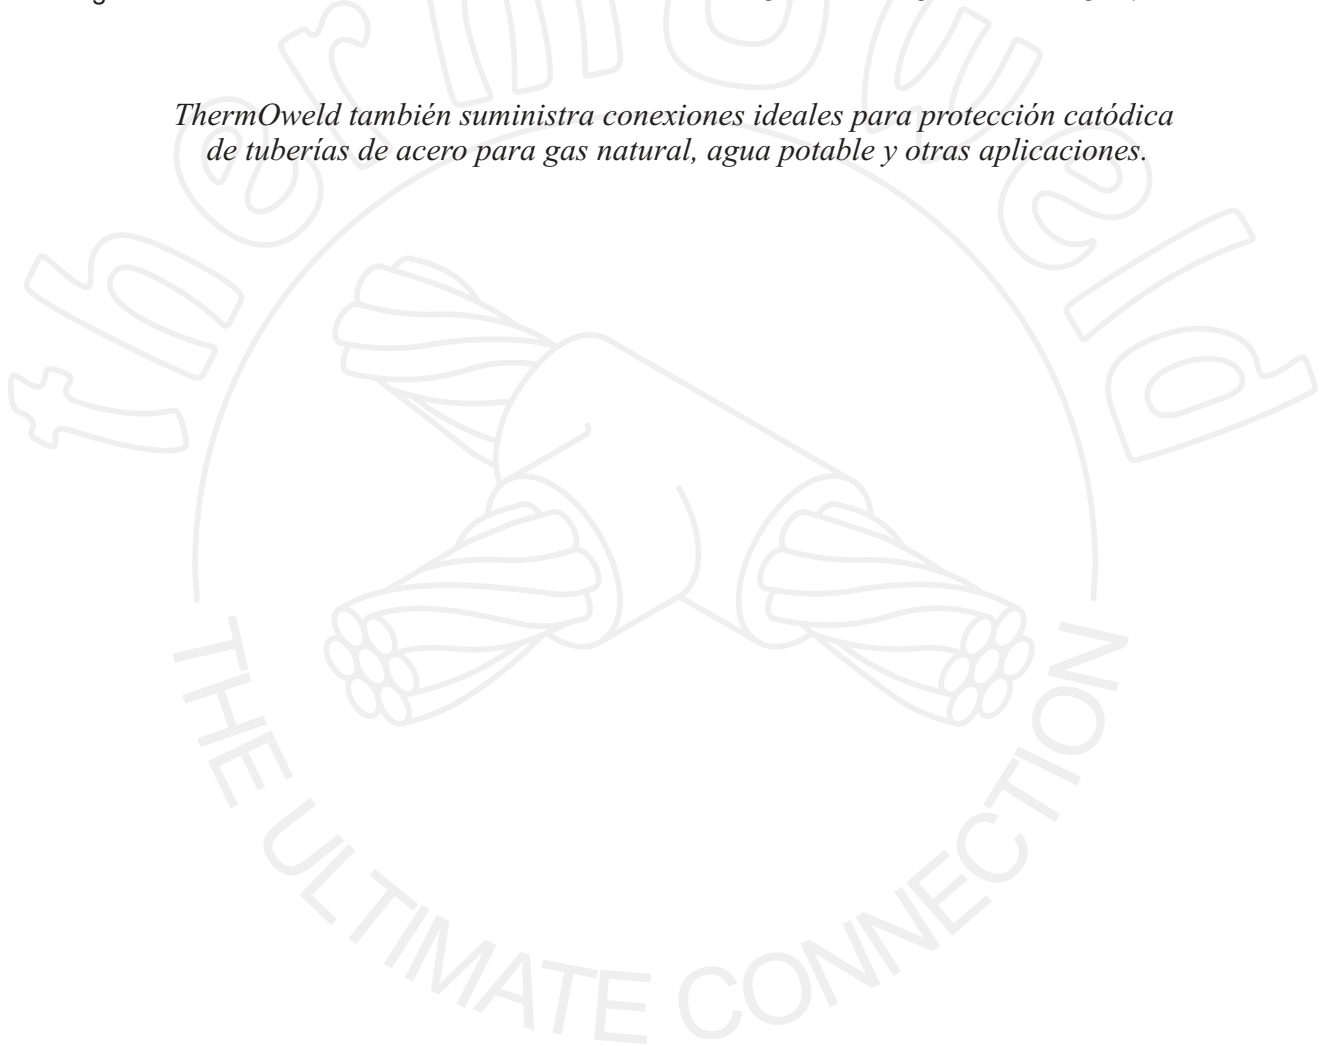 ThermOweld también suministra conexiones ideales para protección catódica
de tuberías de acero para gas natural, agua potable y otras aplicaciones.
thermoweld
THE ULTIMATE CONNECTION